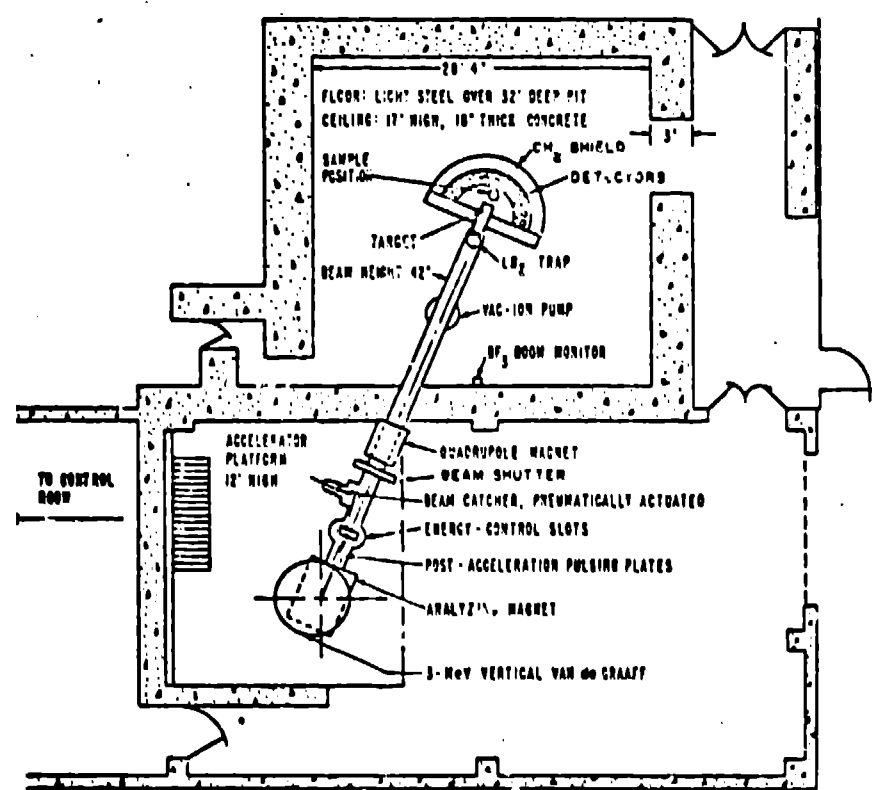 28' 4"
FLOOR: LIGHT STEEL OVER 32" DEEP PIT
CEILING: 17' HIGH, 18" THICK CONCRETE
3'
CH2 SHIELD
SAMPLE
POSITION
DETECTORS
TARGET
LN2 TRAP
BEAM HEIGHT 42"
VAC-ION PUMP
BF3 ROOM MONITOR
ACCELERATOR
PLATFORM
12' HIGH
QUADRUPOLE MAGNET
BEAM SHUTTER
TO CONTROL
ROOM
BEAM CATCHER, PNEUMATICALLY ACTUATED
ENERGY-CONTROL SLOTS
POST-ACCELERATION PULSING PLATES
MAGNET
3-MeV VERTICAL VAN de GRAAFF